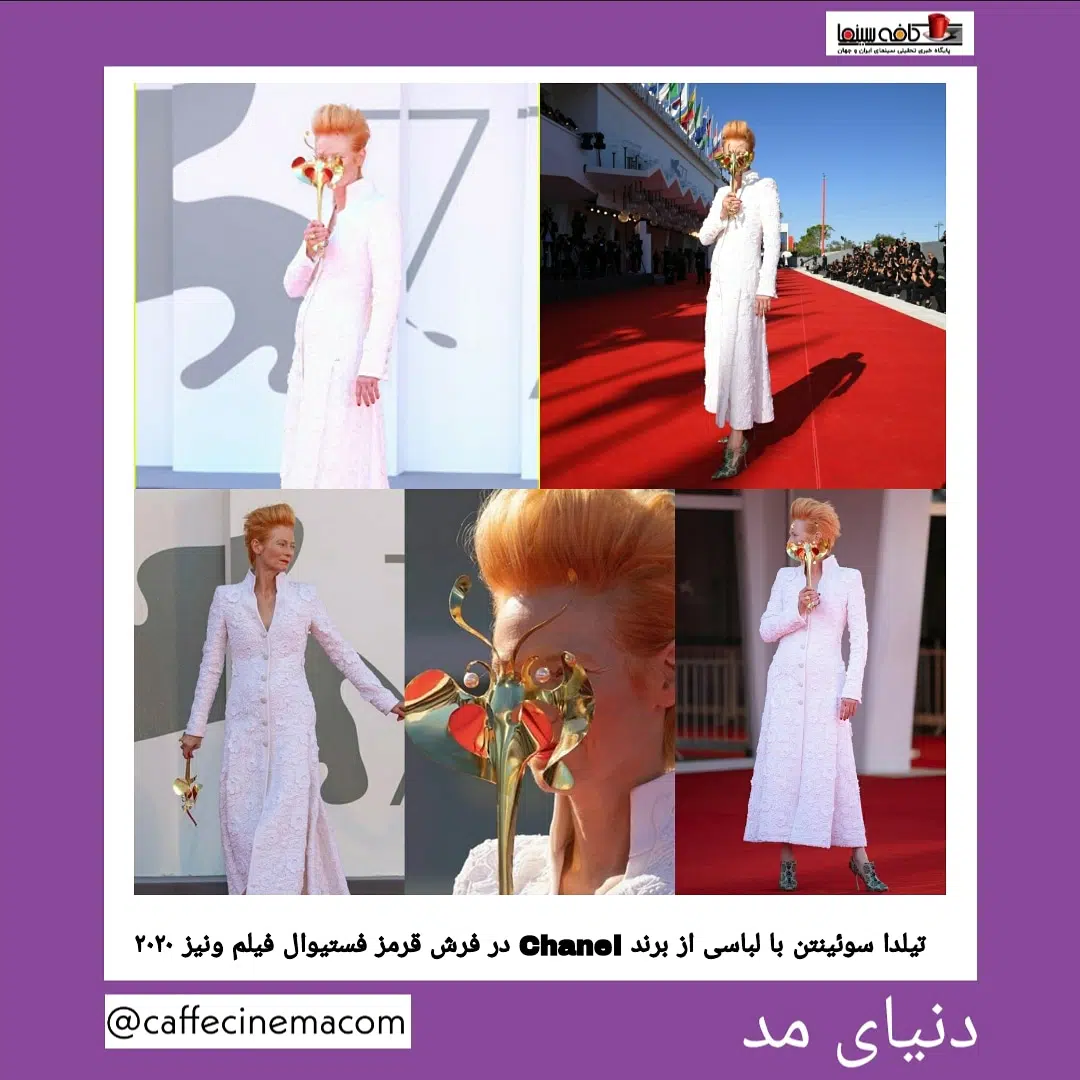 کافه سینما
پایگاه خبری تحلیلی سینمای ایران و جهان
77
تیلدا سوئینتن با لباسی از برند Chanel در فرش قرمز فستیوال فیلم ونیز ۲۰۲۰
@caffecinemacom
دنیای مد